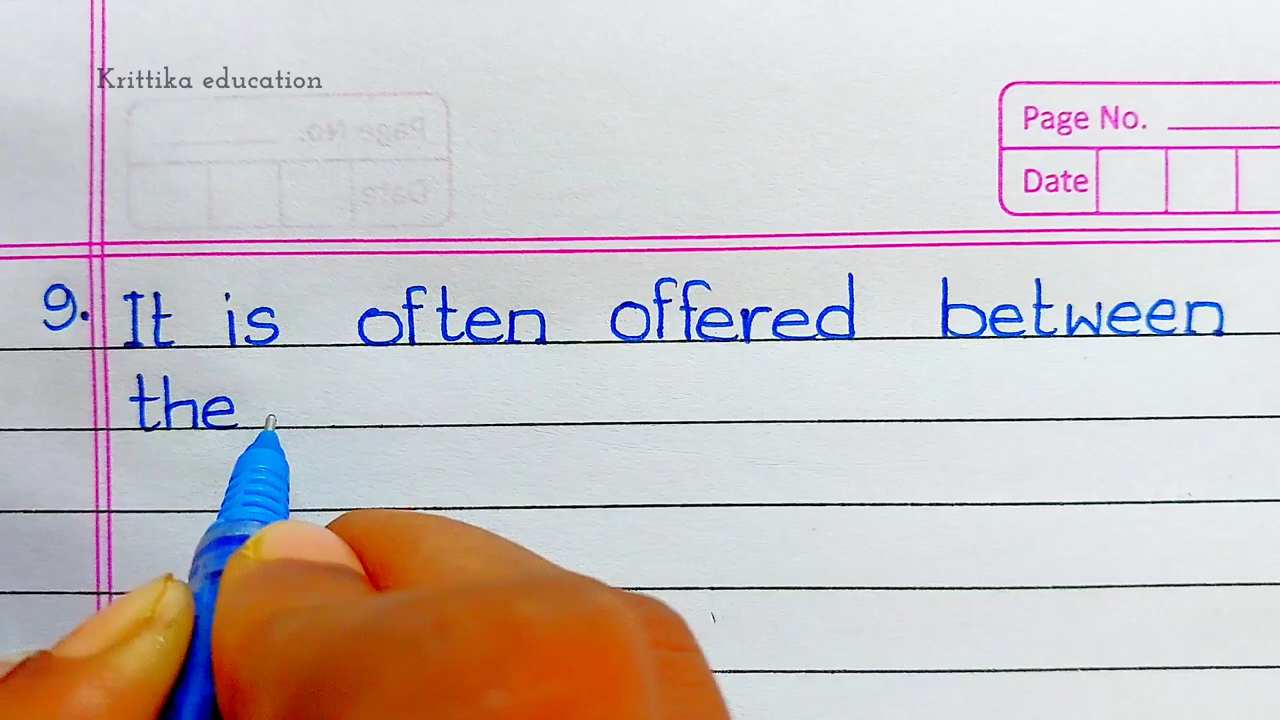 Krittika education
Page No.
Date
9. It is often offered between
the